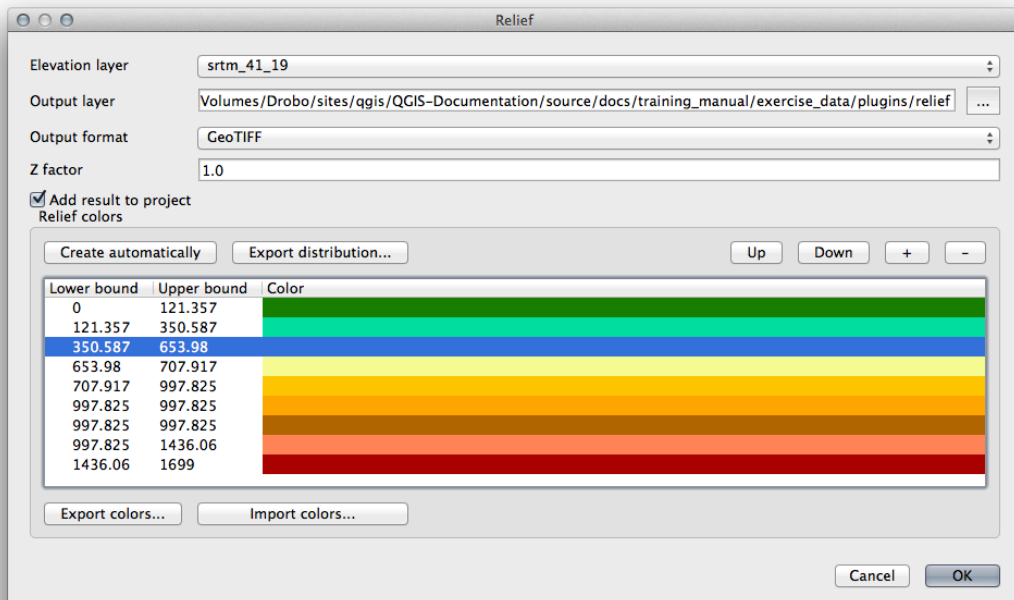 Relief
Elevation layer srtm_41_19
Output layer Volumes/Drobo/sites/qgis/QGIS-Documentation/source/docs/training_manual/exercise_data/plugins/relief ...
Output format GeoTIFF
Z factor 1.0
Add result to project
Relief colors
Create automatically Export distribution... Up Down + -
Lower bound Upper bound Color
0 121.357
121.357 350.587
350.587 653.98
653.98 707.917
707.917 997.825
997.825 997.825
997.825 997.825
997.825 1436.06
1436.06 1699
Export colors... Import colors...
Cancel OK